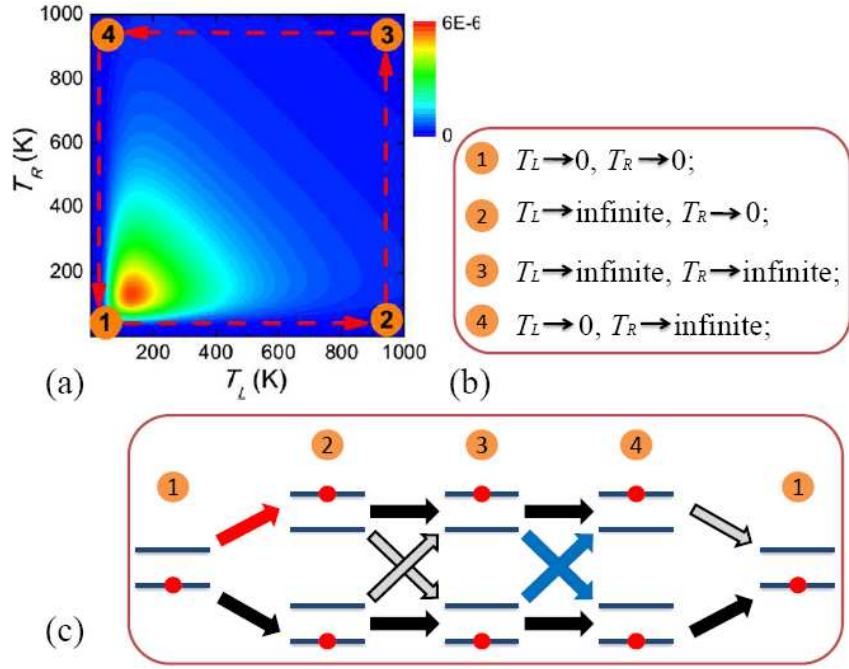 1000
800
600
400
200
T_R (K)
4
3
1
2
200 400 600 800 1000
T_L (K)
6E-6
0
(a)
1 T_L→0, T_R→0;
2 T_L→infinite, T_R→0;
3 T_L→infinite, T_R→infinite;
4 T_L→0, T_R→infinite;
(b)
1
2
3
4
1
(c)